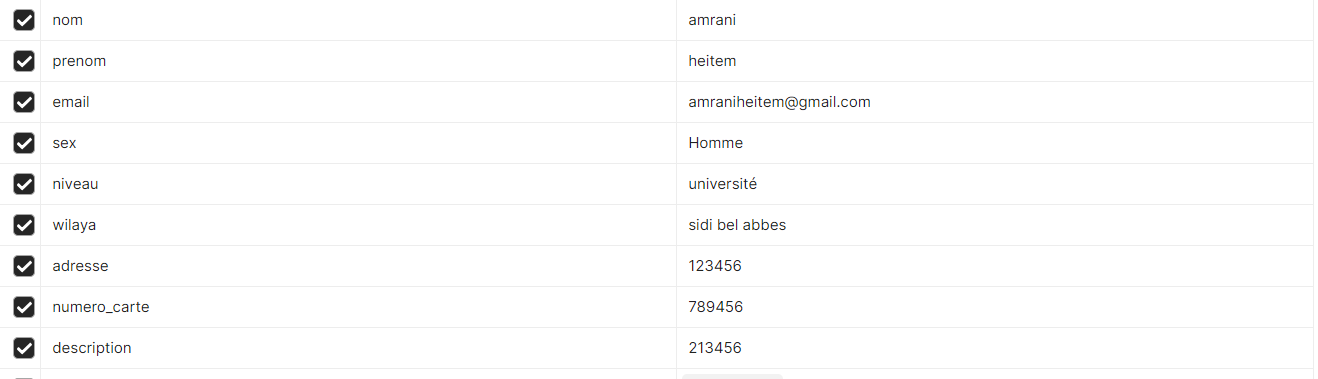 nom amrani
prenom heitem
email amraniheitem@gmail.com
sex Homme
niveau université
wilaya sidi bel abbes
adresse 123456
numero_carte 789456
description 213456